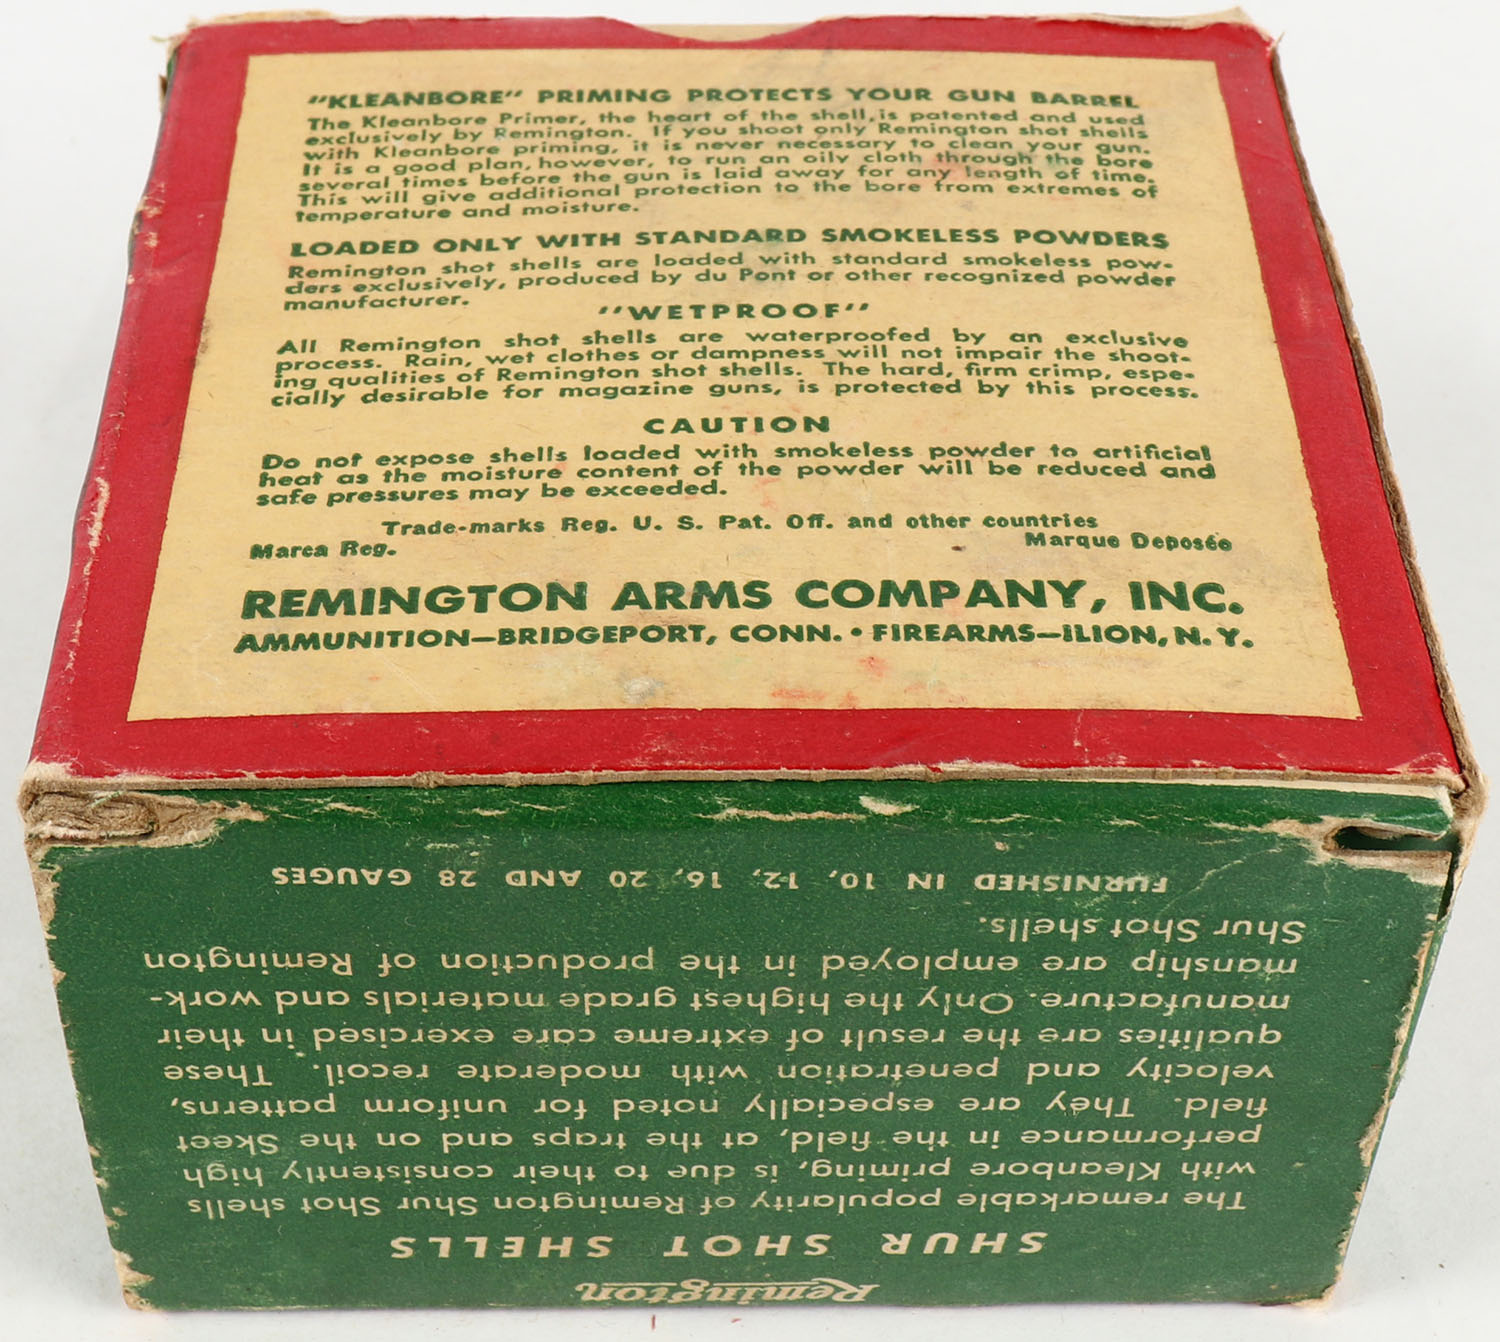 "KLEANBORE" PRIMING PROTECTS YOUR GUN BARREL
The Kleanbore Primer, the heart of the shell, is patented and used
exclusively by Remington. If you shoot only Remington shot shells
with Kleanbore priming, it is never necessary to clean your gun.
It is a good plan, however, to run an oily cloth through the bore
several times before the gun is laid away for any length of time.
This will give additional protection to the bore from extremes of
temperature and moisture.
LOADED ONLY WITH STANDARD SMOKELESS POWDERS
Remington shot shells are loaded with standard smokeless pow-
ders exclusively, produced by du Pont or other recognized powder
manufacturer.
"WETPROOF"
All Remington shot shells are waterproofed by an exclusive
process. Rain, wet clothes or dampness will not impair the shoot-
ing qualities of Remington shot shells. The hard, firm crimp, espe-
cially desirable for magazine guns, is protected by this process.
CAUTION
Do not expose shells loaded with smokeless powder to artificial
heat as the moisture content of the powder will be reduced and
safe pressures may be exceeded.
Trade-marks Reg. U. S. Pat. Off. and other countries
Marca Reg. Marque Deposée
REMINGTON ARMS COMPANY, INC.
AMMUNITION—BRIDGEPORT, CONN. • FIREARMS—ILION, N. Y.
Remington
SHUR SHOT SHELLS
The remarkable popularity of Remington Shur Shot shells
with Kleanbore priming, is due to their consistently high
performance in the field, at the traps and on the Skeet
field. They are especially noted for uniform patterns,
velocity and penetration with moderate recoil. These
qualities are the result of extreme care exercised in their
manufacture. Only the highest grade materials and work-
manship are employed in the production of Remington
Shur Shot shells.
FURNISHED IN 10, 12, 16, 20 AND 28 GAUGES